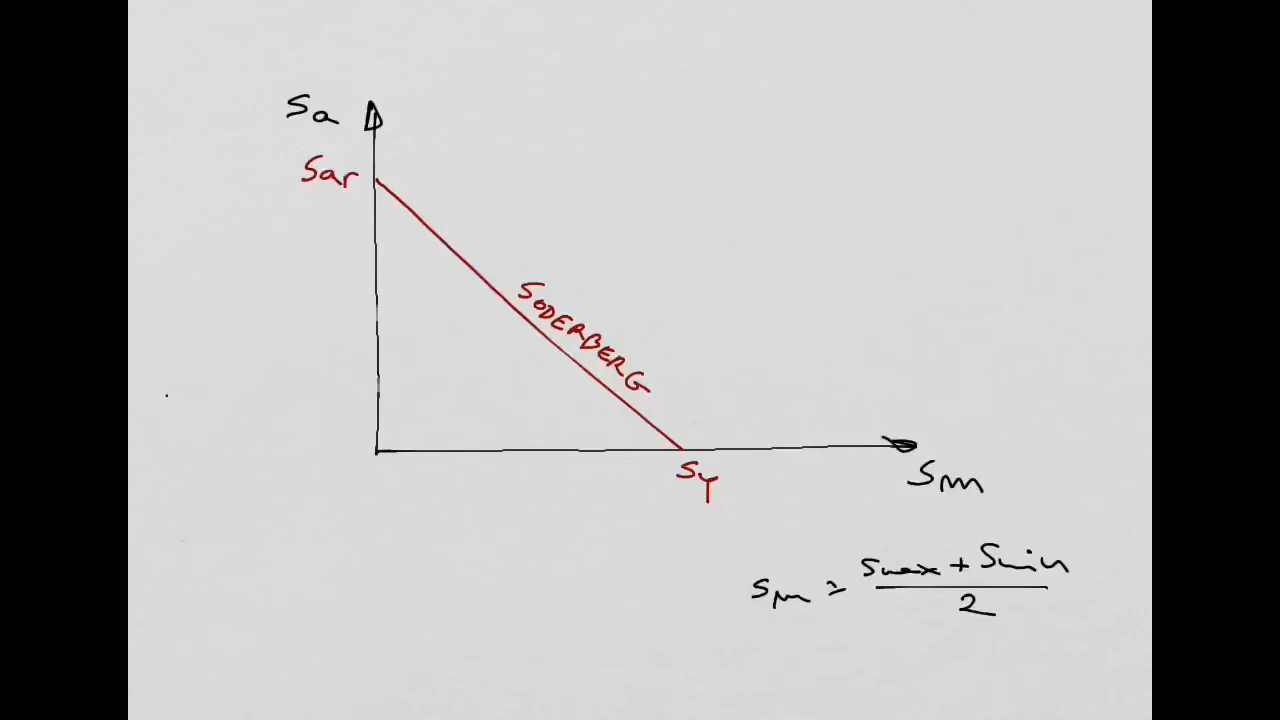 Sa
Sar
SODERBERG
Sy
Sm
Sm = Smax + Smin
2